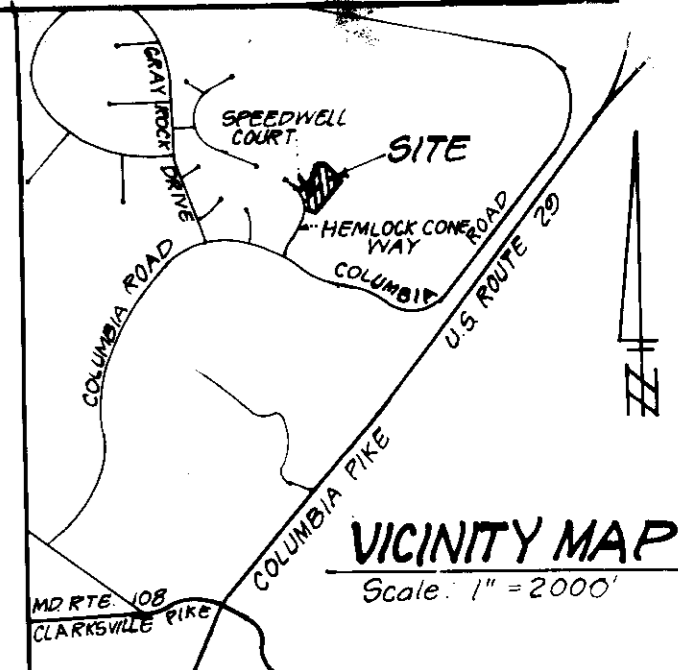 GRAY ROCK DRIVE
SPEEDWELL
COURT
SITE
HEMLOCK CONE
WAY
COLUMBIA ROAD
COLUMBIA ROAD
U.S. ROUTE 29
COLUMBIA PIKE
N
VICINITY MAP
Scale: 1" = 2000'
MD. RTE. 108
CLARKSVILLE PIKE